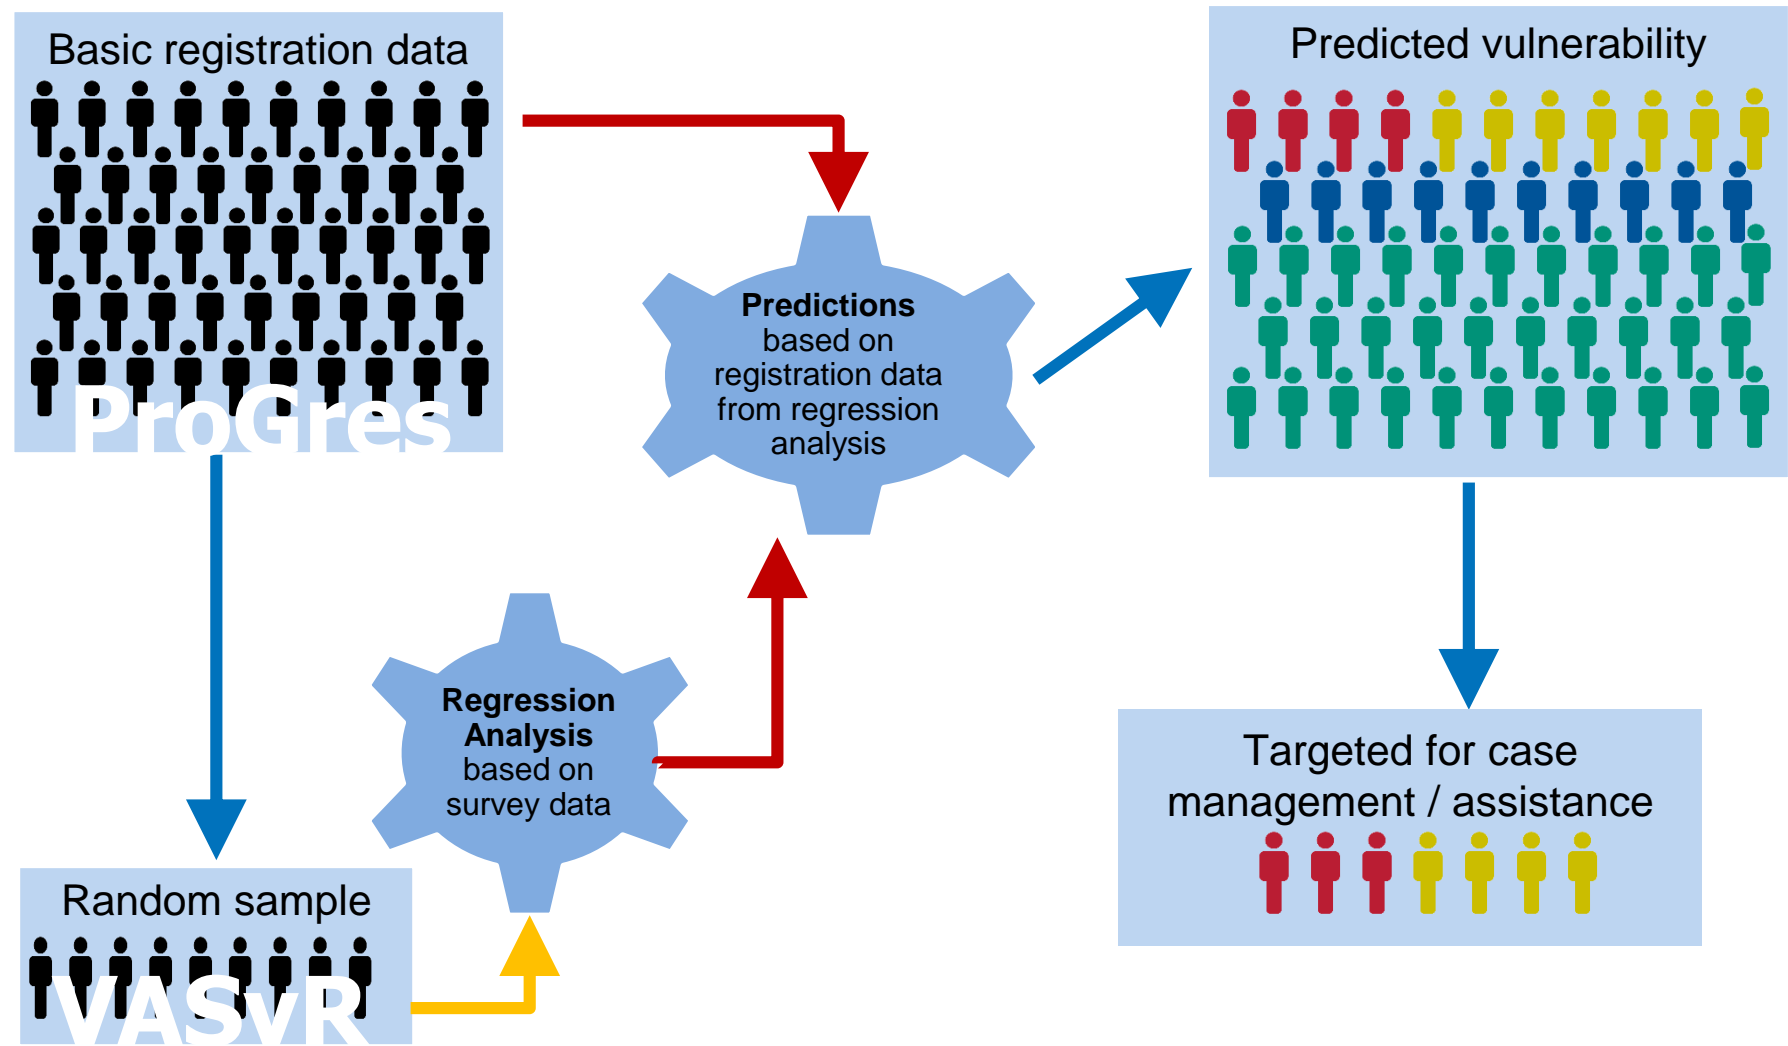 Basic registration data
ProGres
Random sample
VASyR
Regression
Analysis
based on
survey data
Predictions
based on
registration data
from regression
analysis
Predicted vulnerability
Targeted for case
management / assistance